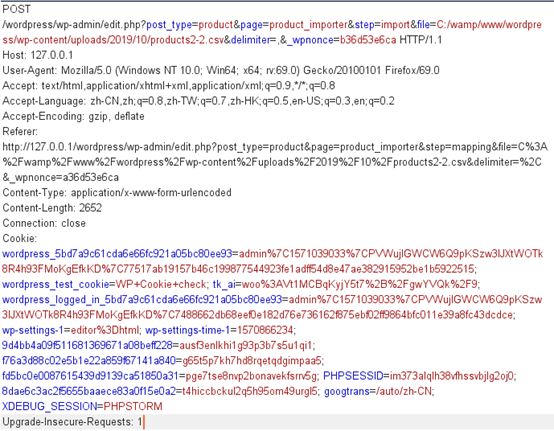 POST
/wordpress/wp-admin/edit.php?post_type=product&page=product_importer&step=import&file=C:/wamp/www/wordpre
ss/wp-content/uploads/2019/10/products2-2.csv&delimiter=,&_wpnonce=b36d53e6ca HTTP/1.1
Host: 127.0.0.1
User-Agent: Mozilla/5.0 (Windows NT 10.0; Win64; x64; rv:69.0) Gecko/20100101 Firefox/69.0
Accept: text/html,application/xhtml+xml,application/xml;q=0.9,*/*;q=0.8
Accept-Language: zh-CN,zh;q=0.8,zh-TW;q=0.7,zh-HK;q=0.5,en-US;q=0.3,en;q=0.2
Accept-Encoding: gzip, deflate
Referer:
http://127.0.0.1/wordpress/wp-admin/edit.php?post_type=product&page=product_importer&step=mapping&file=C%3A
%2Fwamp%2Fwww%2Fwordpress%2Fwp-content%2Fuploads%2F2019%2F10%2Fproducts2-2.csv&delimiter=%2C
&_wpnonce=a36d53e6ca
Content-Type: application/x-www-form-urlencoded
Content-Length: 2652
Connection: close
Cookie:
wordpress_5bd7a9c61cda6e66fc921a05bc80ee93=admin%7C1571039033%7CPVWujlGWCW6Q9pKSzw3lJXtWOTk
8R4h93FMoKgEfkKD%7C77517ab19157b46c199877544923fe1adff54d8e47ae382915952be1b5922515;
wordpress_test_cookie=WP+Cookie+check; tk_ai=woo%3AVt1MCBqKyjY5t7%2B%2FgwYVQk%2F9;
wordpress_logged_in_5bd7a9c61cda6e66fc921a05bc80ee93=admin%7C1571039033%7CPVWujlGWCW6Q9pKSzw
3lJXtWOTk8R4h93FMoKgEfkKD%7C7488662db68eef0e182d76e736162f875ebf02ff9864bfc011e39a8fc43dcdce;
wp-settings-1=editor%3Dhtml; wp-settings-time-1=1570866234;
9d4bb4a09f511681369671a08beff228=ausf3enlkhi1g93p3b7s5u1qi1;
f76a3d88c02e5b1e22a859f67141a840=g65t5p7kh7hd8rqetqdgimpaa5;
fd5bc0e0087615439d9139ca51850a31=pge7tse8nvp2bonavekfsrnv5g; PHPSESSID=im373alqlh38vfhssvbjlg2oj0;
8dae6c3ac2f5655baaece83a0f15e0a2=t4hiccbckul2q5h95om49urgl5; googtrans=/auto/zh-CN;
XDEBUG_SESSION=PHPSTORM
Upgrade-Insecure-Requests: 1